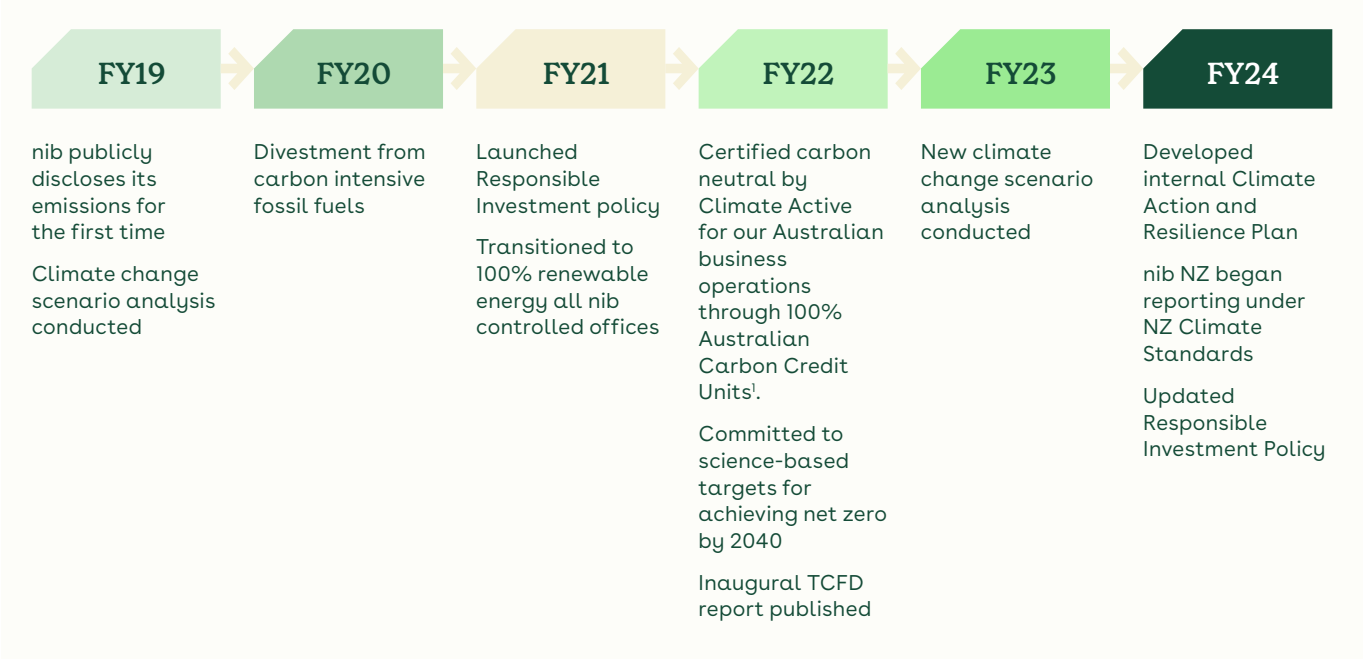 FY19
nib publicly
discloses its
emissions for
the first time
Climate change
scenario analysis
conducted
FY20
Divestment from
carbon intensive
fossil fuels
FY21
Launched
Responsible
Investment policy
Transitioned to
100% renewable
energy all nib
controlled offices
FY22
Certified carbon
neutral by
Climate Active
for our Australian
business
operations
through 100%
Australian
Carbon Credit
Units¹.
Committed to
science-based
targets for
achieving net zero
by 2040
Inaugural TCFD
report published
FY23
New climate
change scenario
analysis
conducted
FY24
Developed
internal Climate
Action and
Resilience Plan
nib NZ began
reporting under
NZ Climate
Standards
Updated
Responsible
Investment Policy